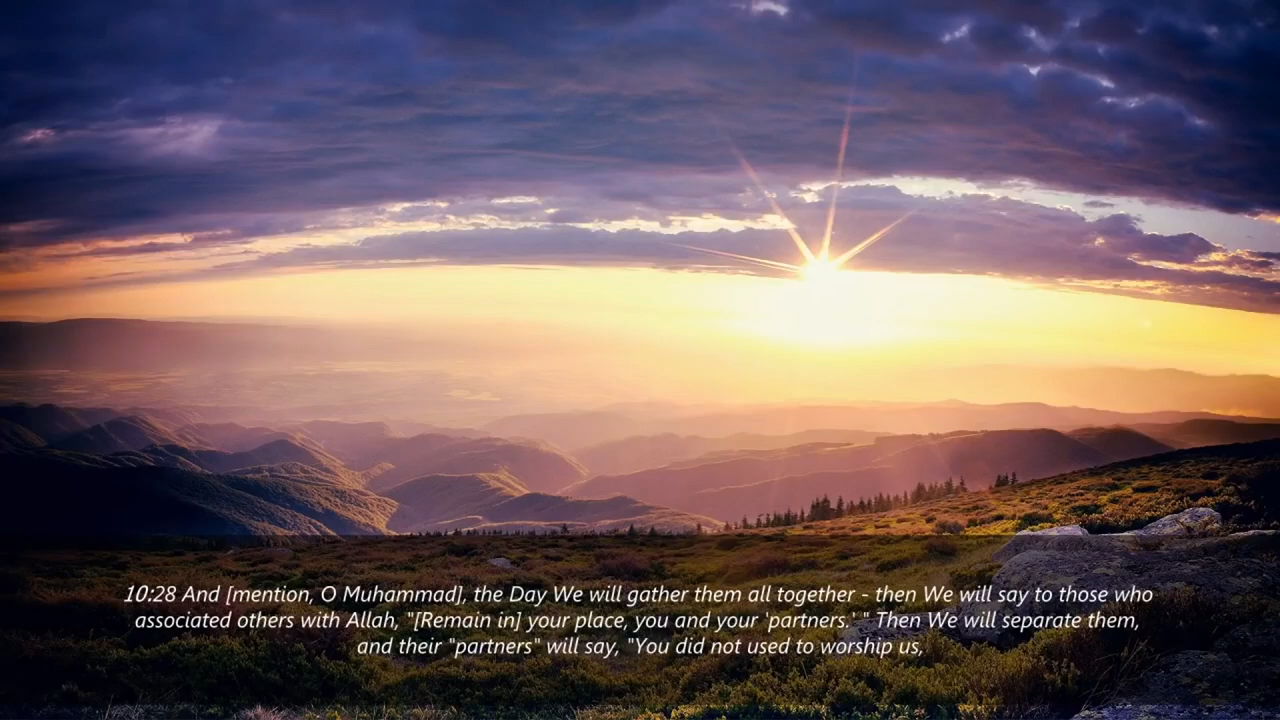 10:28 And [mention, O Muhammad], the Day We will gather them all together - then We will say to those who
associated others with Allah, "[Remain in] your place, you and your 'partners.' " Then We will separate them,
and their "partners" will say, "You did not used to worship us,